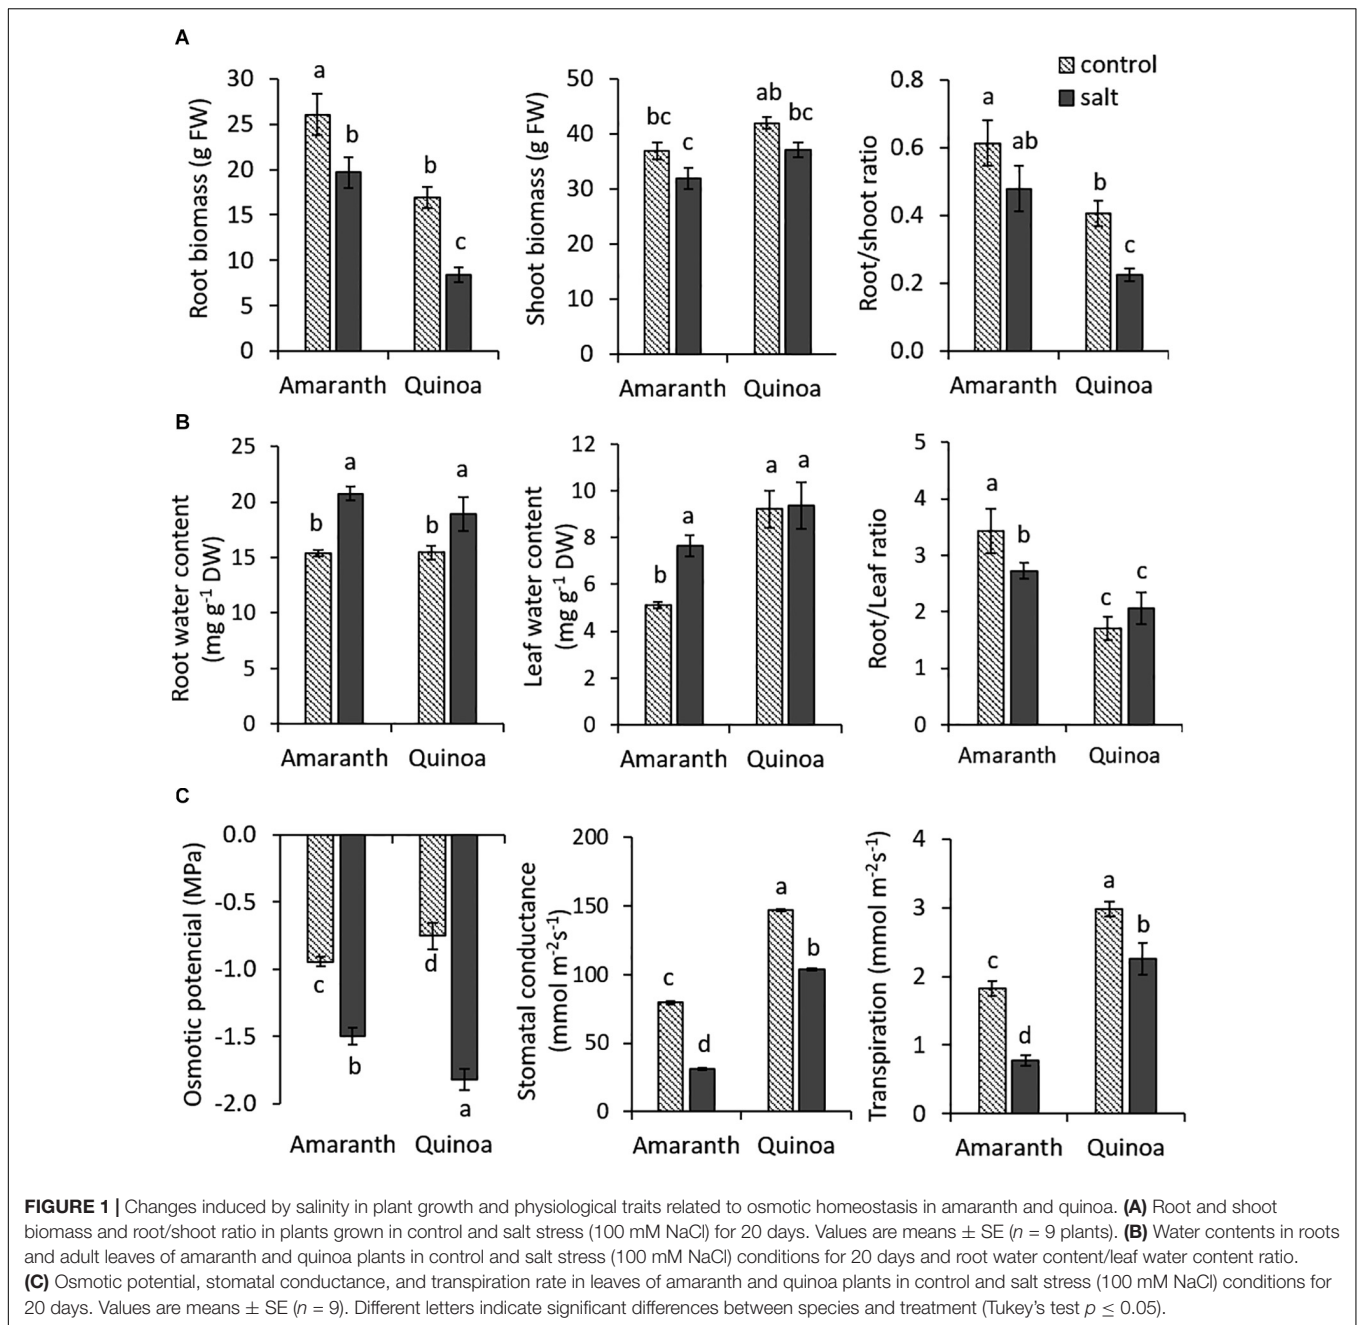 A
30
25
20
15
10
5
0
Root biomass (g FW)
a
b
b
c
Amaranth Quinoa
50
40
30
20
10
0
Shoot biomass (g FW)
bc
c
ab
bc
Amaranth Quinoa
0.8
0.6
0.4
0.2
0.0
Root/shoot ratio
a
ab
b
c
Amaranth Quinoa
control
salt
B
25
20
15
10
5
0
Root water content
(mg g-1 DW)
b
a
b
a
Amaranth Quinoa
12
10
8
6
4
2
0
Leaf water content
(mg g-1 DW)
b
a
a
a
Amaranth Quinoa
5
4
3
2
1
0
Root/Leaf ratio
a
b
c
c
Amaranth Quinoa
C
0.0
-0.5
-1.0
-1.5
-2.0
Osmotic potencial (MPa)
c
b
d
a
Amaranth Quinoa
200
150
100
50
0
Stomatal conductance
(mmol m-2s-1)
c
d
a
b
Amaranth Quinoa
4
3
2
1
0
Transpiration (mmol m-2s-1)
c
d
a
b
Amaranth Quinoa
FIGURE 1 | Changes induced by salinity in plant growth and physiological traits related to osmotic homeostasis in amaranth and quinoa. (A) Root and shoot
biomass and root/shoot ratio in plants grown in control and salt stress (100 mM NaCl) for 20 days. Values are means ± SE (n = 9 plants). (B) Water contents in roots
and adult leaves of amaranth and quinoa plants in control and salt stress (100 mM NaCl) conditions for 20 days and root water content/leaf water content ratio.
(C) Osmotic potential, stomatal conductance, and transpiration rate in leaves of amaranth and quinoa plants in control and salt stress (100 mM NaCl) conditions for
20 days. Values are means ± SE (n = 9). Different letters indicate significant differences between species and treatment (Tukey's test p ≤ 0.05).